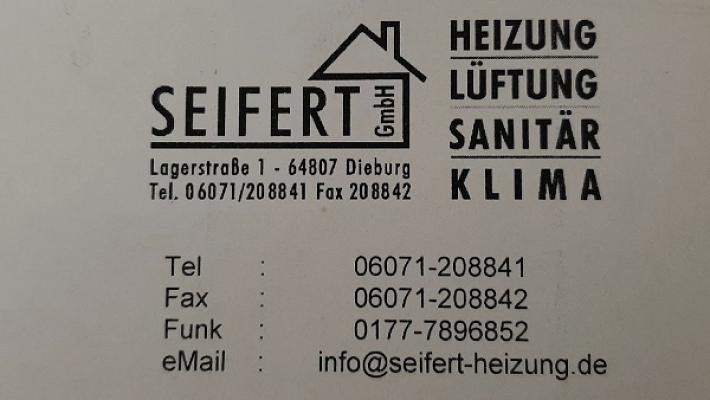 SEIFERT GmbH
Lagerstraße 1 - 64807 Dieburg
Tel. 06071/208841 Fax 208842
HEIZUNG
LÜFTUNG
SANITÄR
KLIMA
Tel : 06071-208841
Fax : 06071-208842
Funk : 0177-7896852
eMail : info@seifert-heizung.de